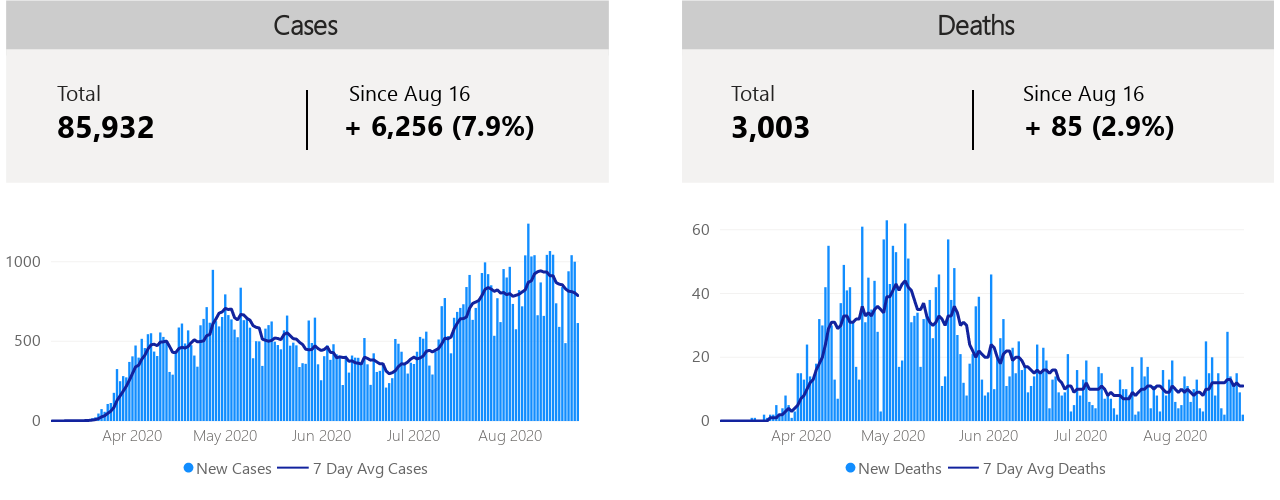 Cases
Total
Since Aug 16
85,932
+ 6,256 (7.9%)
1000
500
0
Apr 2020 May 2020 Jun 2020 Jul 2020 Aug 2020
New Cases 7 Day Avg Cases
Deaths
Total
Since Aug 16
3,003
+ 85 (2.9%)
60
40
20
0
Apr 2020 May 2020 Jun 2020 Jul 2020 Aug 2020
New Deaths 7 Day Avg Deaths